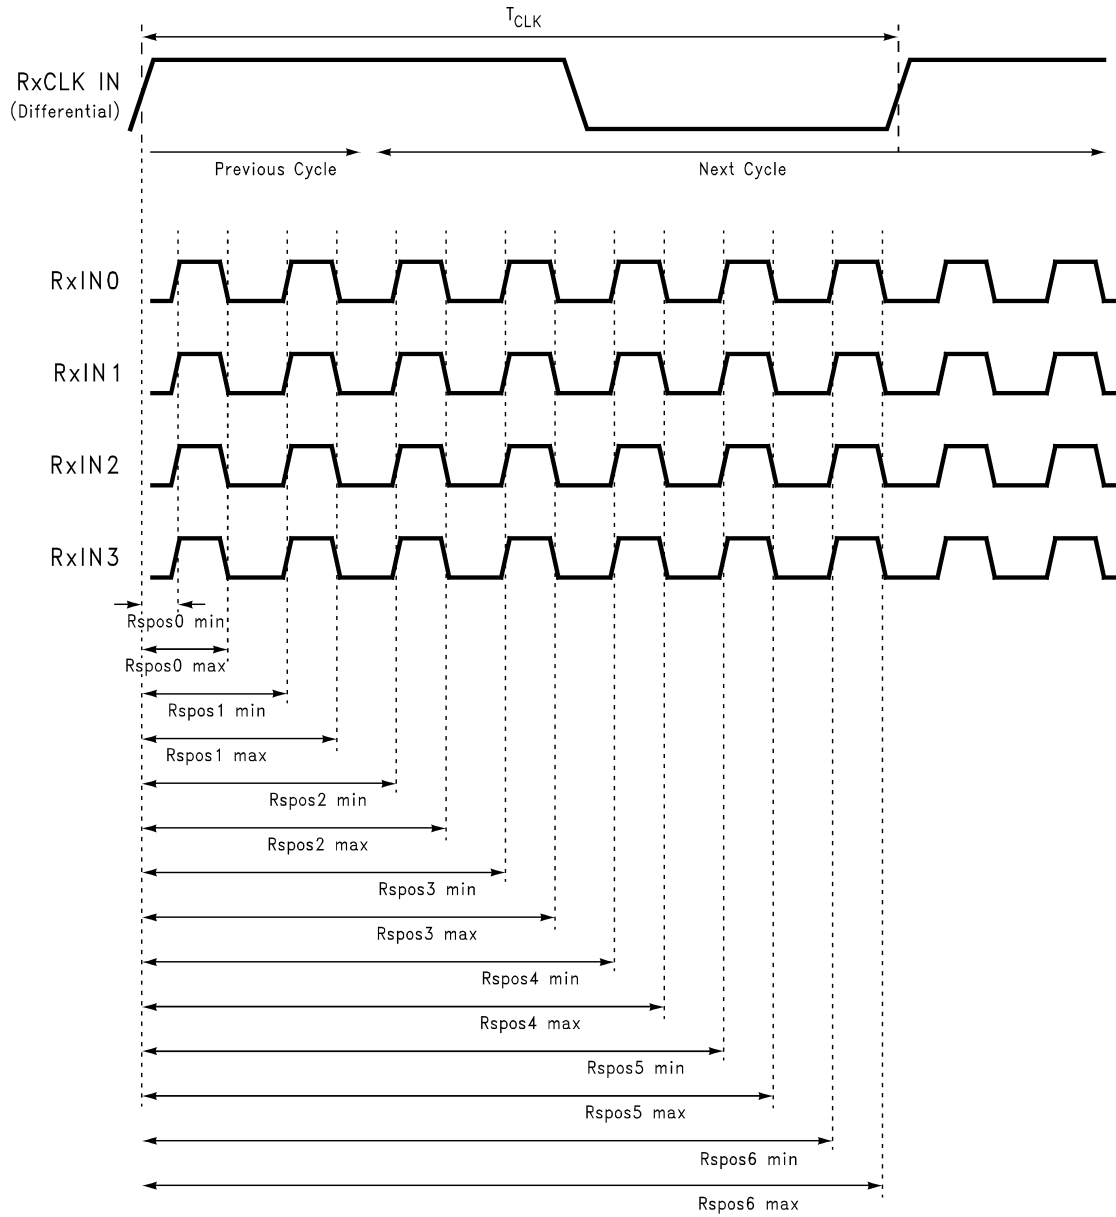 TCLK
RxCLK IN
(Differential)
Previous Cycle
Next Cycle
RxIN0
RxIN1
RxIN2
RxIN3
Rspos0 min
Rspos0 max
Rspos1 min
Rspos1 max
Rspos2 min
Rspos2 max
Rspos3 min
Rspos3 max
Rspos4 min
Rspos4 max
Rspos5 min
Rspos5 max
Rspos6 min
Rspos6 max